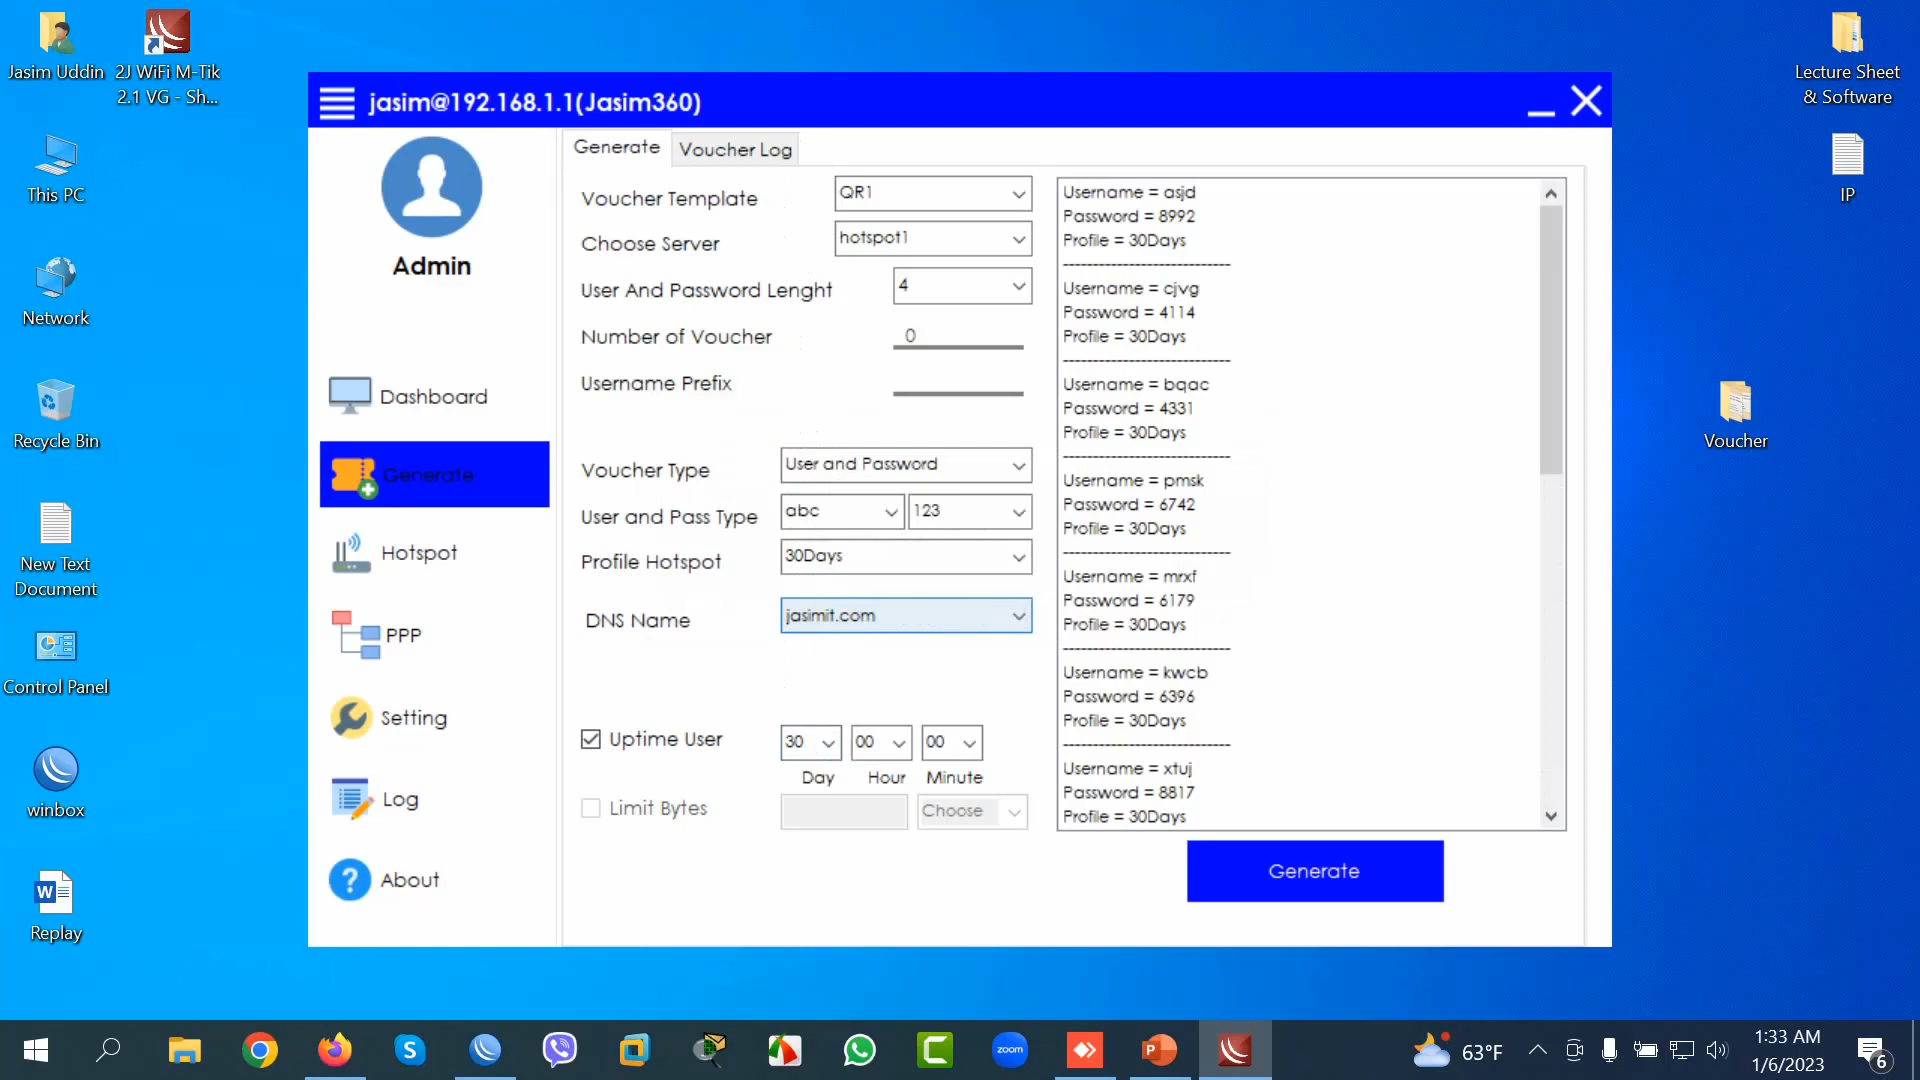 Jasim Uddin
2J WiFi M-Tik
2.1 VG - Sh...
This PC
Network
Recycle Bin
New Text
Document
Control Panel
winbox
W
Replay
Lecture Sheet
& Software
IP
Voucher
jasim@192.168.1.1(Jasim360)
Admin
Dashboard
Generate
Hotspot
PPP
Setting
Log
?
About
Generate
Voucher Log
Voucher Template
QR1
Choose Server
hotspot1
User And Password Lenght
4
Number of Voucher
0
Username Prefix
Voucher Type
User and Password
User and Pass Type
abc
123
Profile Hotspot
30Days
DNS Name
jasimit.com
Uptime User
30
00
00
Day
Hour
Minute
Limit Bytes
Choose
Username = asjd
Password = 8992
Profile = 30Days
----------------------------
Username = cjvg
Password = 4114
Profile = 30Days
----------------------------
Username = bqac
Password = 4331
Profile = 30Days
----------------------------
Username = pmsk
Password = 6742
Profile = 30Days
----------------------------
Username = mrxf
Password = 6179
Profile = 30Days
----------------------------
Username = kwcb
Password = 6396
Profile = 30Days
----------------------------
Username = xtuj
Password = 8817
Profile = 30Days
Generate
S
C
zoom
P
63°F
1:33 AM
1/6/2023
6